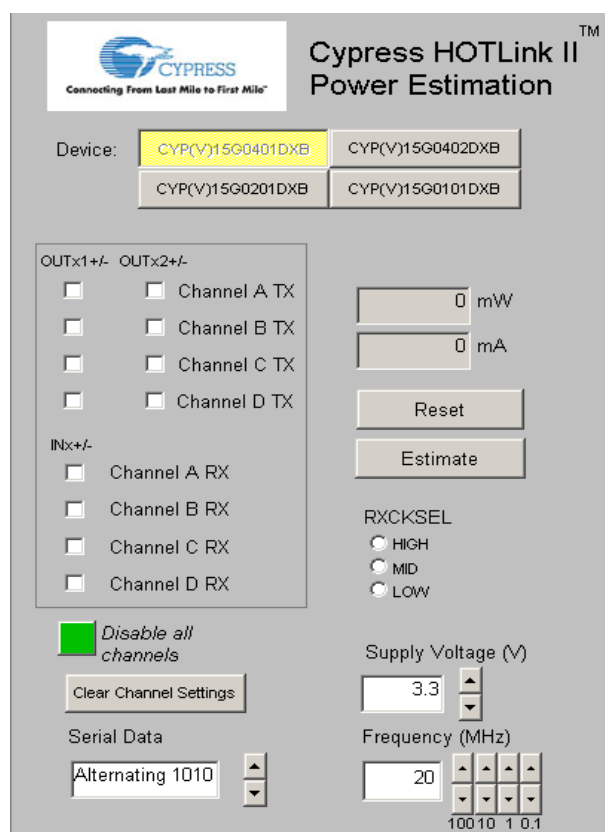 CYPRESS
Connecting From Last Mile to First Mile™
Cypress HOTLink II™
Power Estimation
Device:
CYP(V)15G0401DXB
CYP(V)15G0402DXB
CYP(V)15G0201DXB
CYP(V)15G0101DXB
OUTx1+/- OUTx2+/-
Channel A TX
Channel B TX
Channel C TX
Channel D TX
INx+/-
Channel A RX
Channel B RX
Channel C RX
Channel D RX
0 mW
0 mA
Reset
Estimate
RXCKSEL
HIGH
MID
LOW
Disable all
channels
Clear Channel Settings
Serial Data
Alternating 1010
Supply Voltage (V)
3.3
Frequency (MHz)
20
100 10 1 0.1